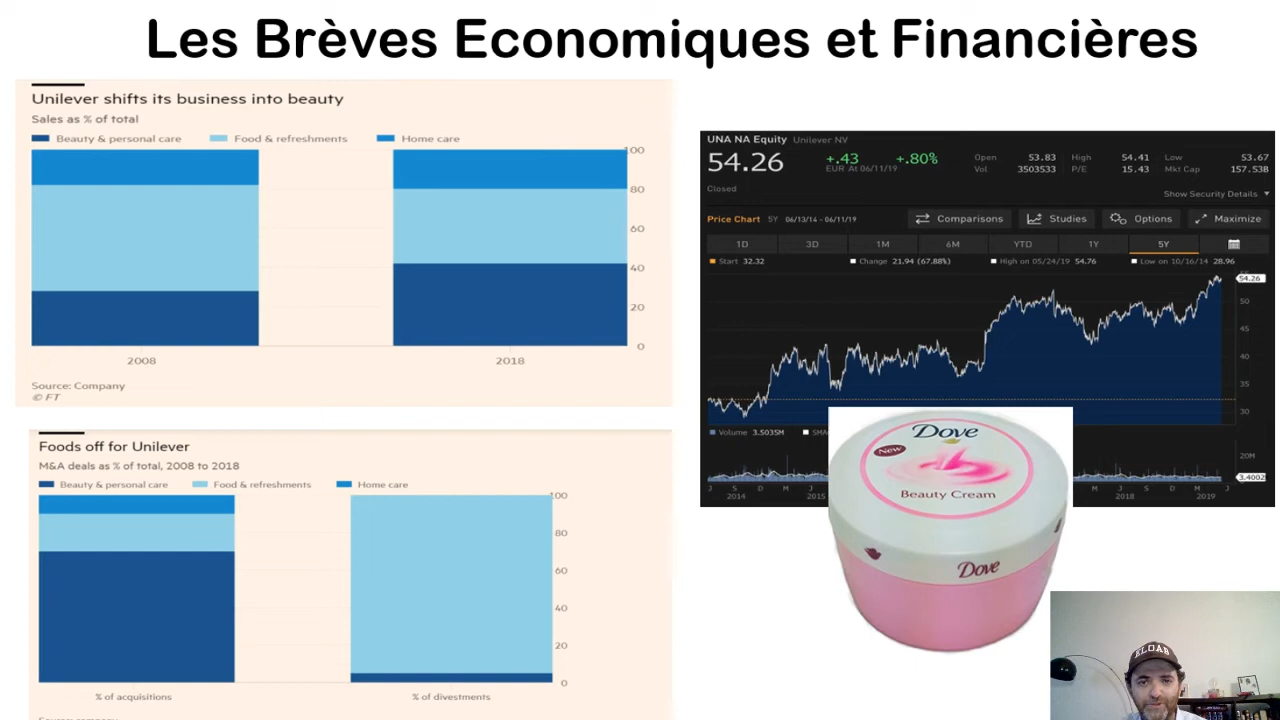 Les Brèves Economiques et Financières
Unilever shifts its business into beauty
Sales as % of total
Beauty & personal care Food & refreshments Home care
100
80
60
40
20
0
2008 2018
Source: Company
© FT
Foods off for Unilever
M&A deals as % of total, 2008 to 2018
Beauty & personal care Food & refreshments Home care
100
80
60
40
20
0
% of acquisitions % of divestments
Source: company
UNA NA Equity Unilever NV
54.26 +.43 +.80%
EUR At 06/11/19
Open 53.83 High 54.41 Low 53.67
Vol 3503533 P/E 15.43 Mkt Cap 157.53B
Closed
Show Security Details
Price Chart 5Y 06/13/14 - 06/11/19 Comparisons Studies Options Maximize
1D 3D 1M 6M YTD 1Y 5Y
Start 32.32 Change 21.94 (67.88%) High on 05/24/19 54.76 Low on 10/16/14 28.96
54.26
50
45
40
35
30
Volume 3.5035M SMA
20M
3.4002
J S D M J M J S D M J
2014 2015 2018 2019
Dove
New
Beauty Cream
Dove